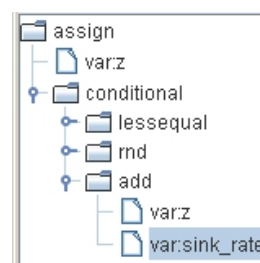 assign
var:z
conditional
lessequal
rnd
add
var:z
var:sink_rate